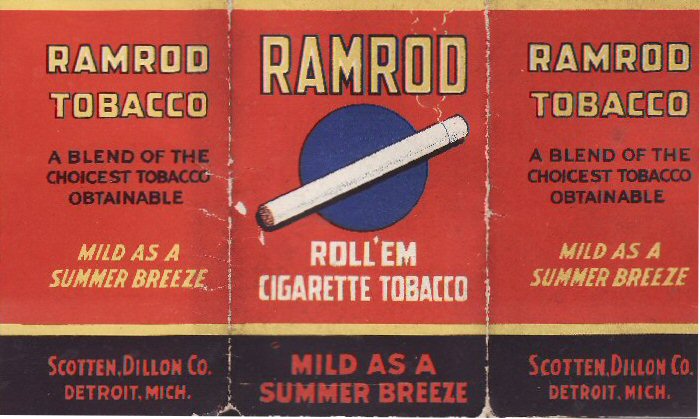 RAMROD
TOBACCO
A BLEND OF THE
CHOICEST TOBACCO
OBTAINABLE
MILD AS A
SUMMER BREEZE
SCOTTEN, DILLON CO.
DETROIT, MICH.
RAMROD
ROLL'EM
CIGARETTE TOBACCO
MILD AS A
SUMMER BREEZE
RAMROD
TOBACCO
A BLEND OF THE
CHOICEST TOBACCO
OBTAINABLE
MILD AS A
SUMMER BREEZE
SCOTTEN, DILLON CO.
DETROIT, MICH.